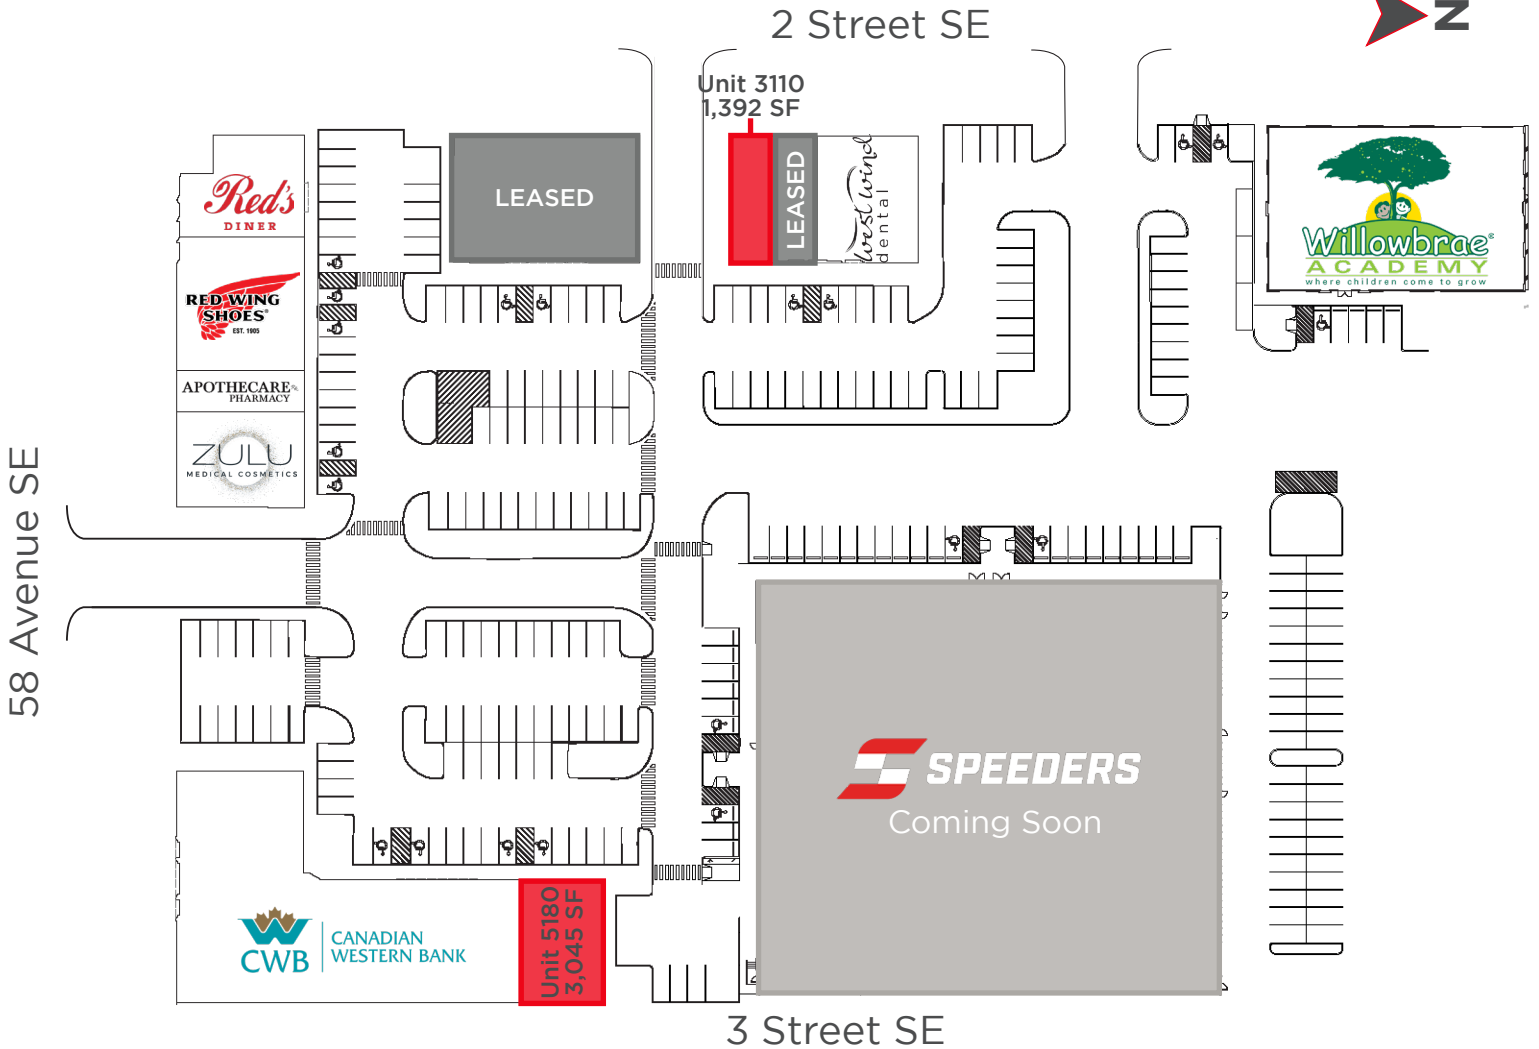 2 Street SE
N
Unit 3110
1,392 SF
LEASED
LEASED
west wind
dental
Red's
DINER
RED WING
SHOES®
EST. 1905
APOTHECARE
PHARMACY
ZULU
MEDICAL COSMETICS
Willowbrae®
ACADEMY
where children come to grow
58 Avenue SE
SPEEDERS
Coming Soon
CWB
CANADIAN
WESTERN BANK
Unit 5180
3,045 SF
3 Street SE